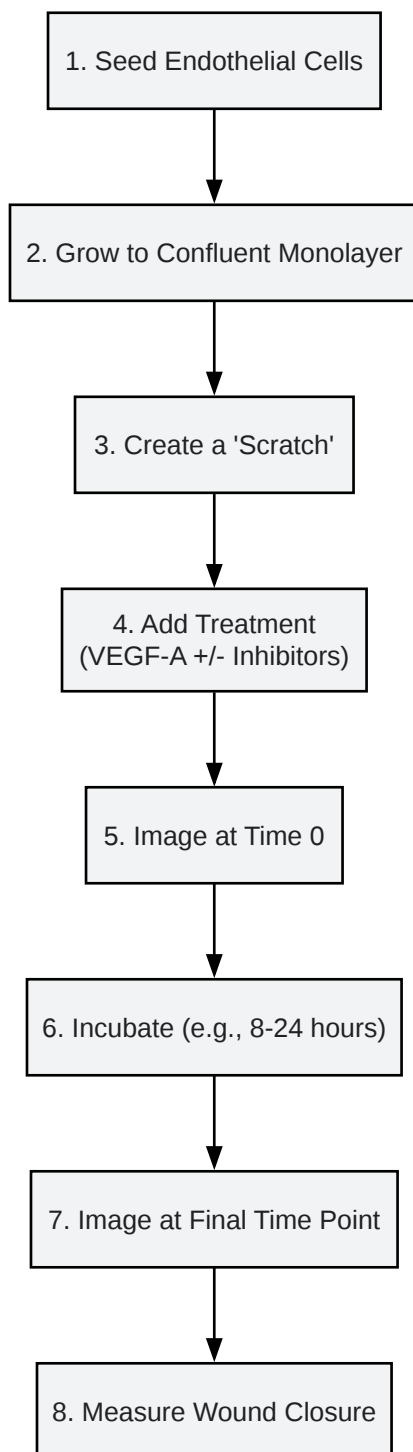 1. Seed Endothelial Cells
2. Grow to Confluent Monolayer
3. Create a 'Scratch'
4. Add Treatment
(VEGF-A +/- Inhibitors)
5. Image at Time 0
6. Incubate (e.g., 8-24 hours)
7. Image at Final Time Point
8. Measure Wound Closure